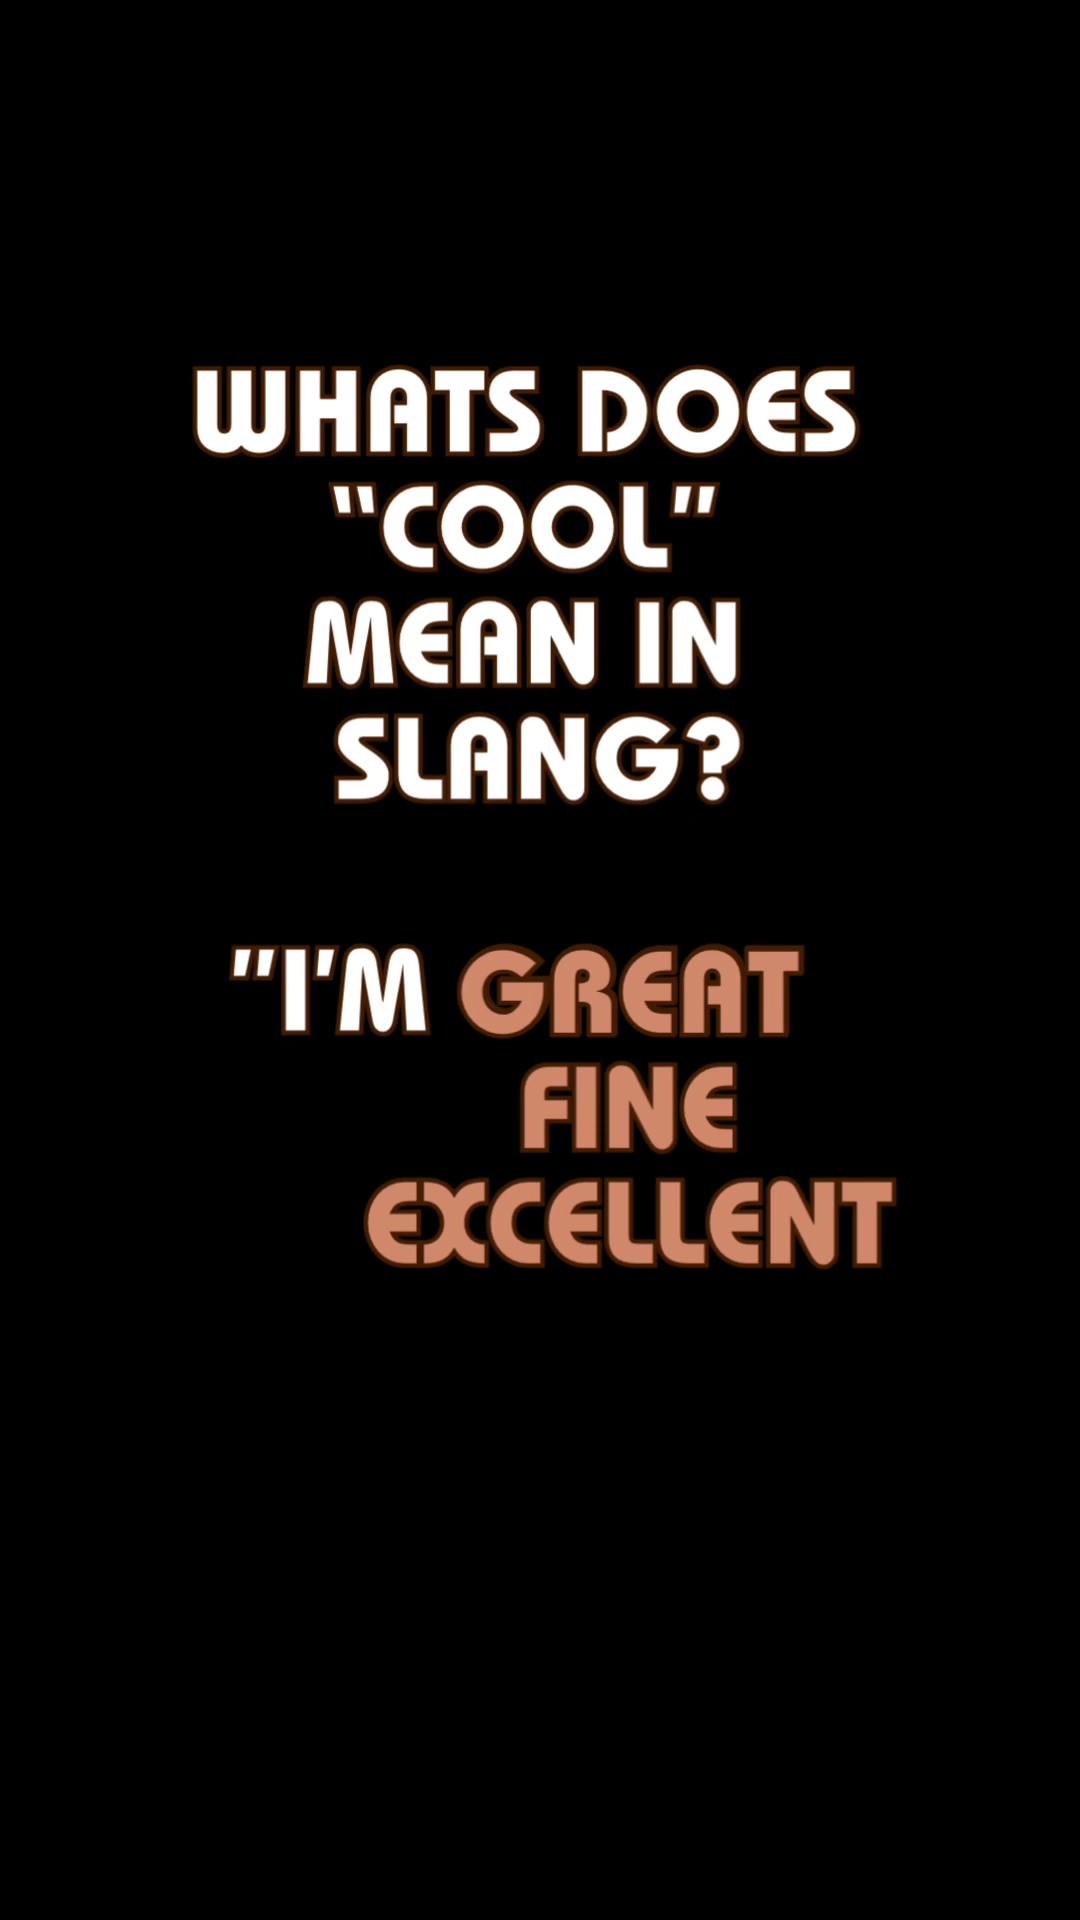 WHATS DOES
“COOL”
MEAN IN
SLANG?
"I'M GREAT
FINE
EXCELLENT